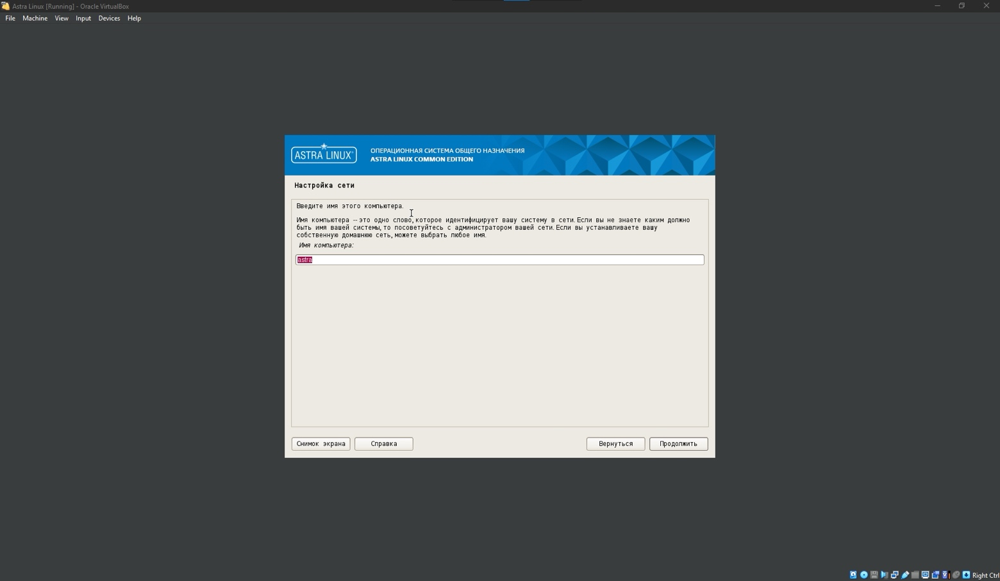 Astra Linux [Running] - Oracle VirtualBox
File Machine View Input Devices Help
ASTRA LINUX®
ОПЕРАЦИОННАЯ СИСТЕМА ОБЩЕГО НАЗНАЧЕНИЯ
ASTRA LINUX COMMON EDITION
Настройка сети
Введите имя этого компьютера.
Имя компьютера -- это одно слово, которое идентифицирует вашу систему в сети. Если вы не знаете каким должно
быть имя вашей системы, то посоветуйтесь с администратором вашей сети. Если вы устанавливаете вашу
собственную домашнюю сеть, можете выбрать любое имя.
Имя компьютера:
astra
Снимок экрана Справка Вернуться Продолжить
Right Ctrl